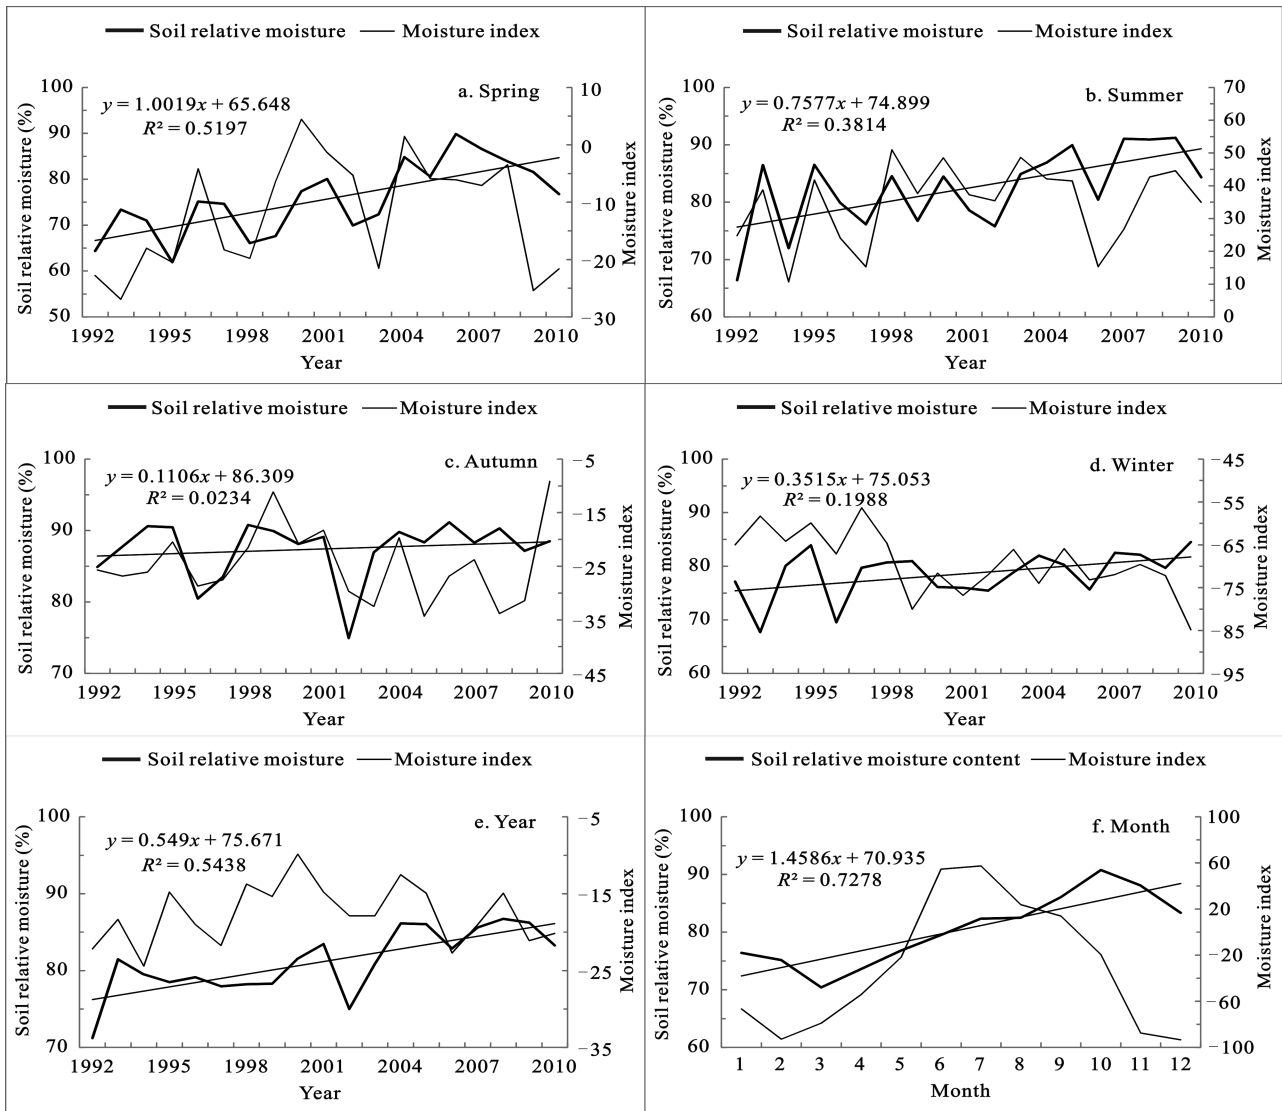 Soil relative moisture Moisture index
a. Spring
y = 1.0019x + 65.648
R² = 0.5197
Soil relative moisture (%)
100
90
80
70
60
50
10
0
−10
−20
−30
Moisture index
1992 1995 1998 2001 2004 2007 2010
Year
Soil relative moisture Moisture index
b. Summer
y = 0.7577x + 74.899
R² = 0.3814
Soil relative moisture (%)
100
90
80
70
60
70
60
50
40
30
20
10
0
Moisture index
1992 1995 1998 2001 2004 2007 2010
Year
Soil relative moisture Moisture index
c. Autumn
y = 0.1106x + 86.309
R² = 0.0234
Soil relative moisture (%)
100
90
80
70
−5
−15
−25
−35
−45
Moisture index
1992 1995 1998 2001 2004 2007 2010
Year
Soil relative moisture Moisture index
d. Winter
y = 0.3515x + 75.053
R² = 0.1988
Soil relative moisture (%)
100
90
80
70
60
−45
−55
−65
−75
−85
−95
Moisture index
1992 1995 1998 2001 2004 2007 2010
Year
Soil relative moisture Moisture index
e. Year
y = 0.549x + 75.671
R² = 0.5438
Soil relative moisture (%)
100
90
80
70
−5
−15
−25
−35
Moisture index
1992 1995 1998 2001 2004 2007 2010
Year
Soil relative moisture content Moisture index
f. Month
y = 1.4586x + 70.935
R² = 0.7278
Soil relative moisture (%)
100
90
80
70
60
100
60
20
−20
−60
−100
Moisture index
1 2 3 4 5 6 7 8 9 10 11 12
Month